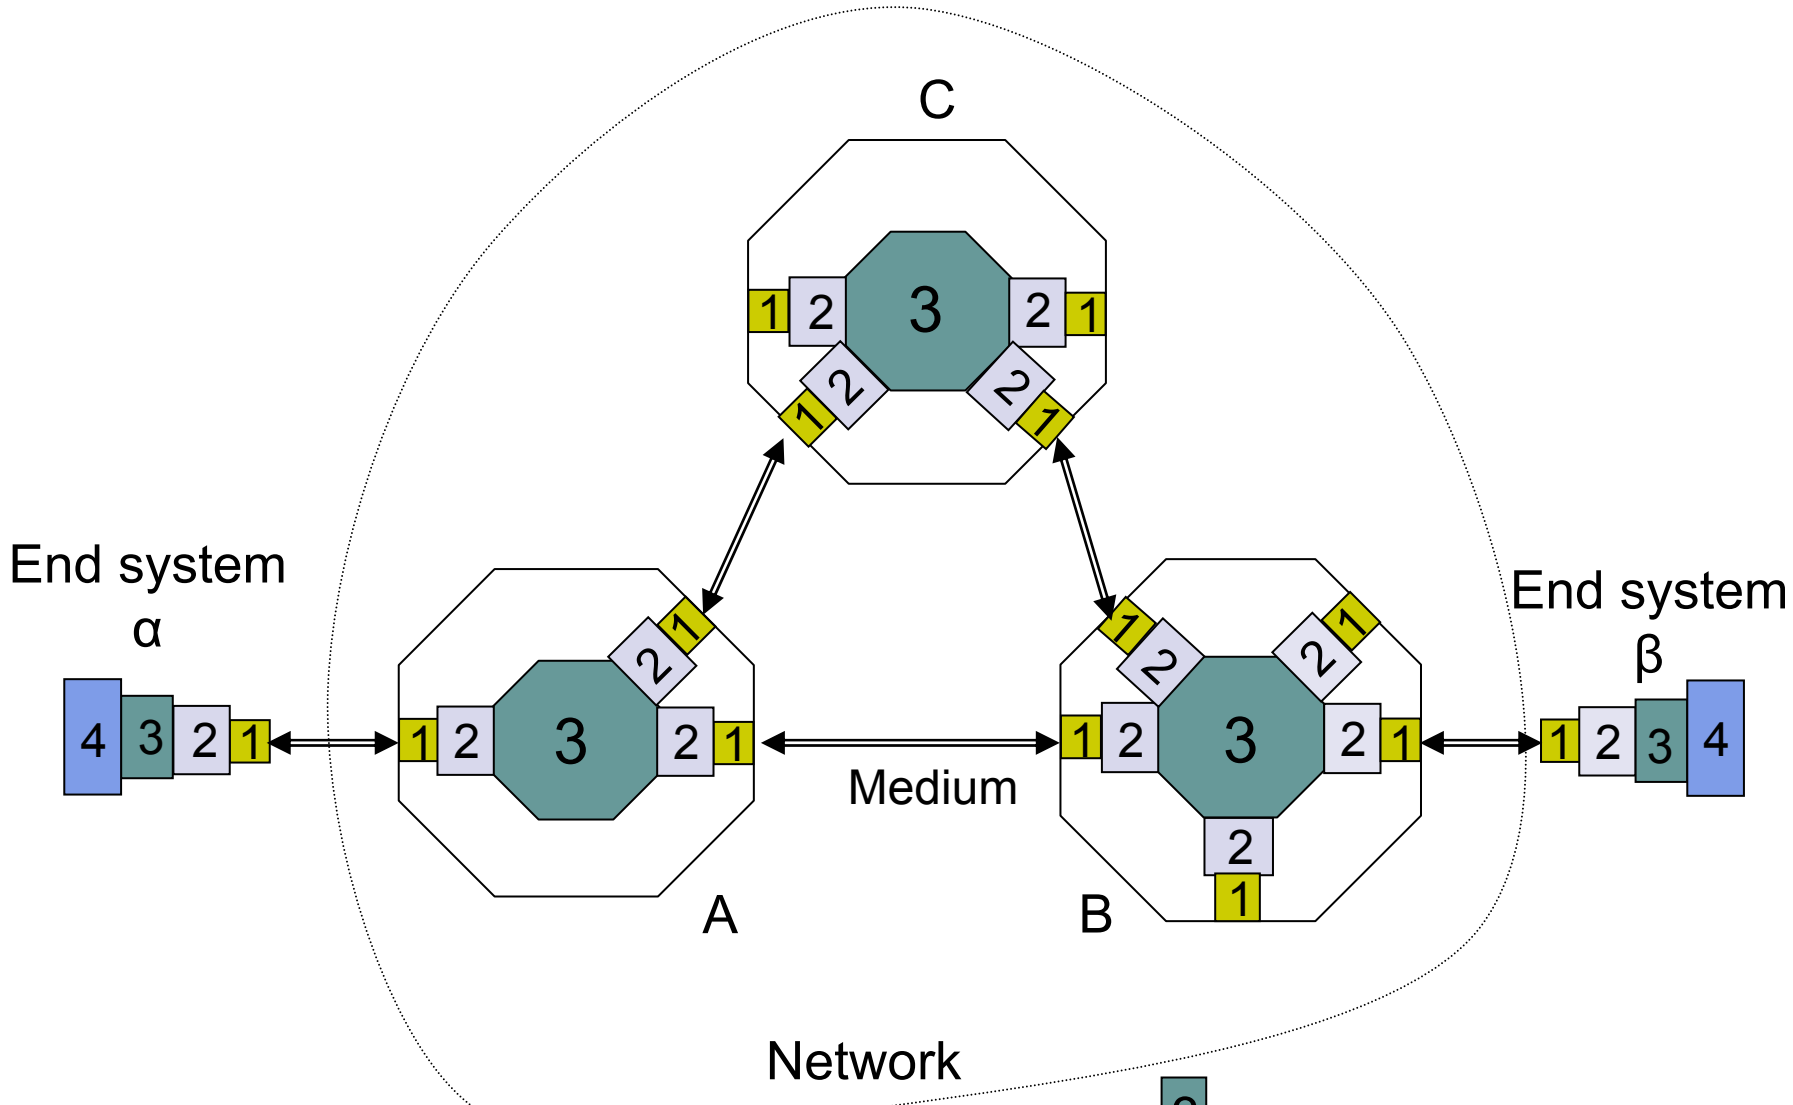 C
1 2 3 2 1
2 2
1 1
End system
α
End system
β
1 1 1
2 2 2
4 3 2 1
1 2 3 2 1
1 2 3 2 1
1 2 3 4
Medium
2
1
A
B
Network